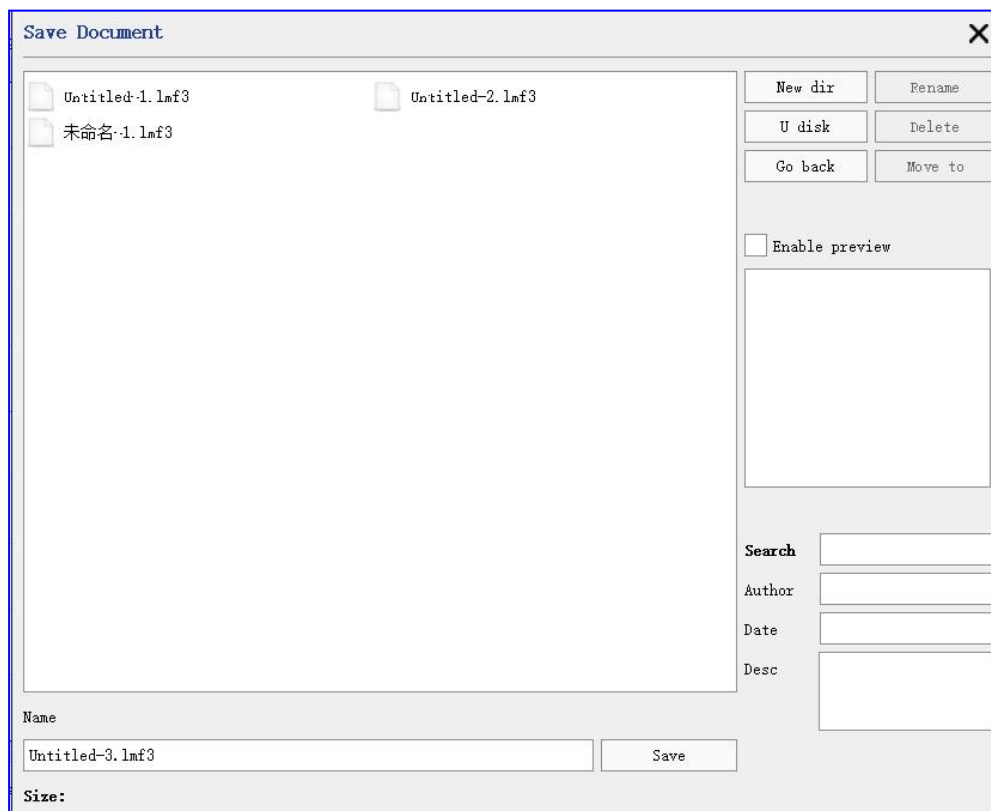 Save Document
Untitled-1.lmf3
Untitled-2.lmf3
未命名-1.lmf3
New dir
Rename
U disk
Delete
Go back
Move to
Enable preview
Search
Author
Date
Desc
Name
Untitled-3.lmf3
Save
Size: